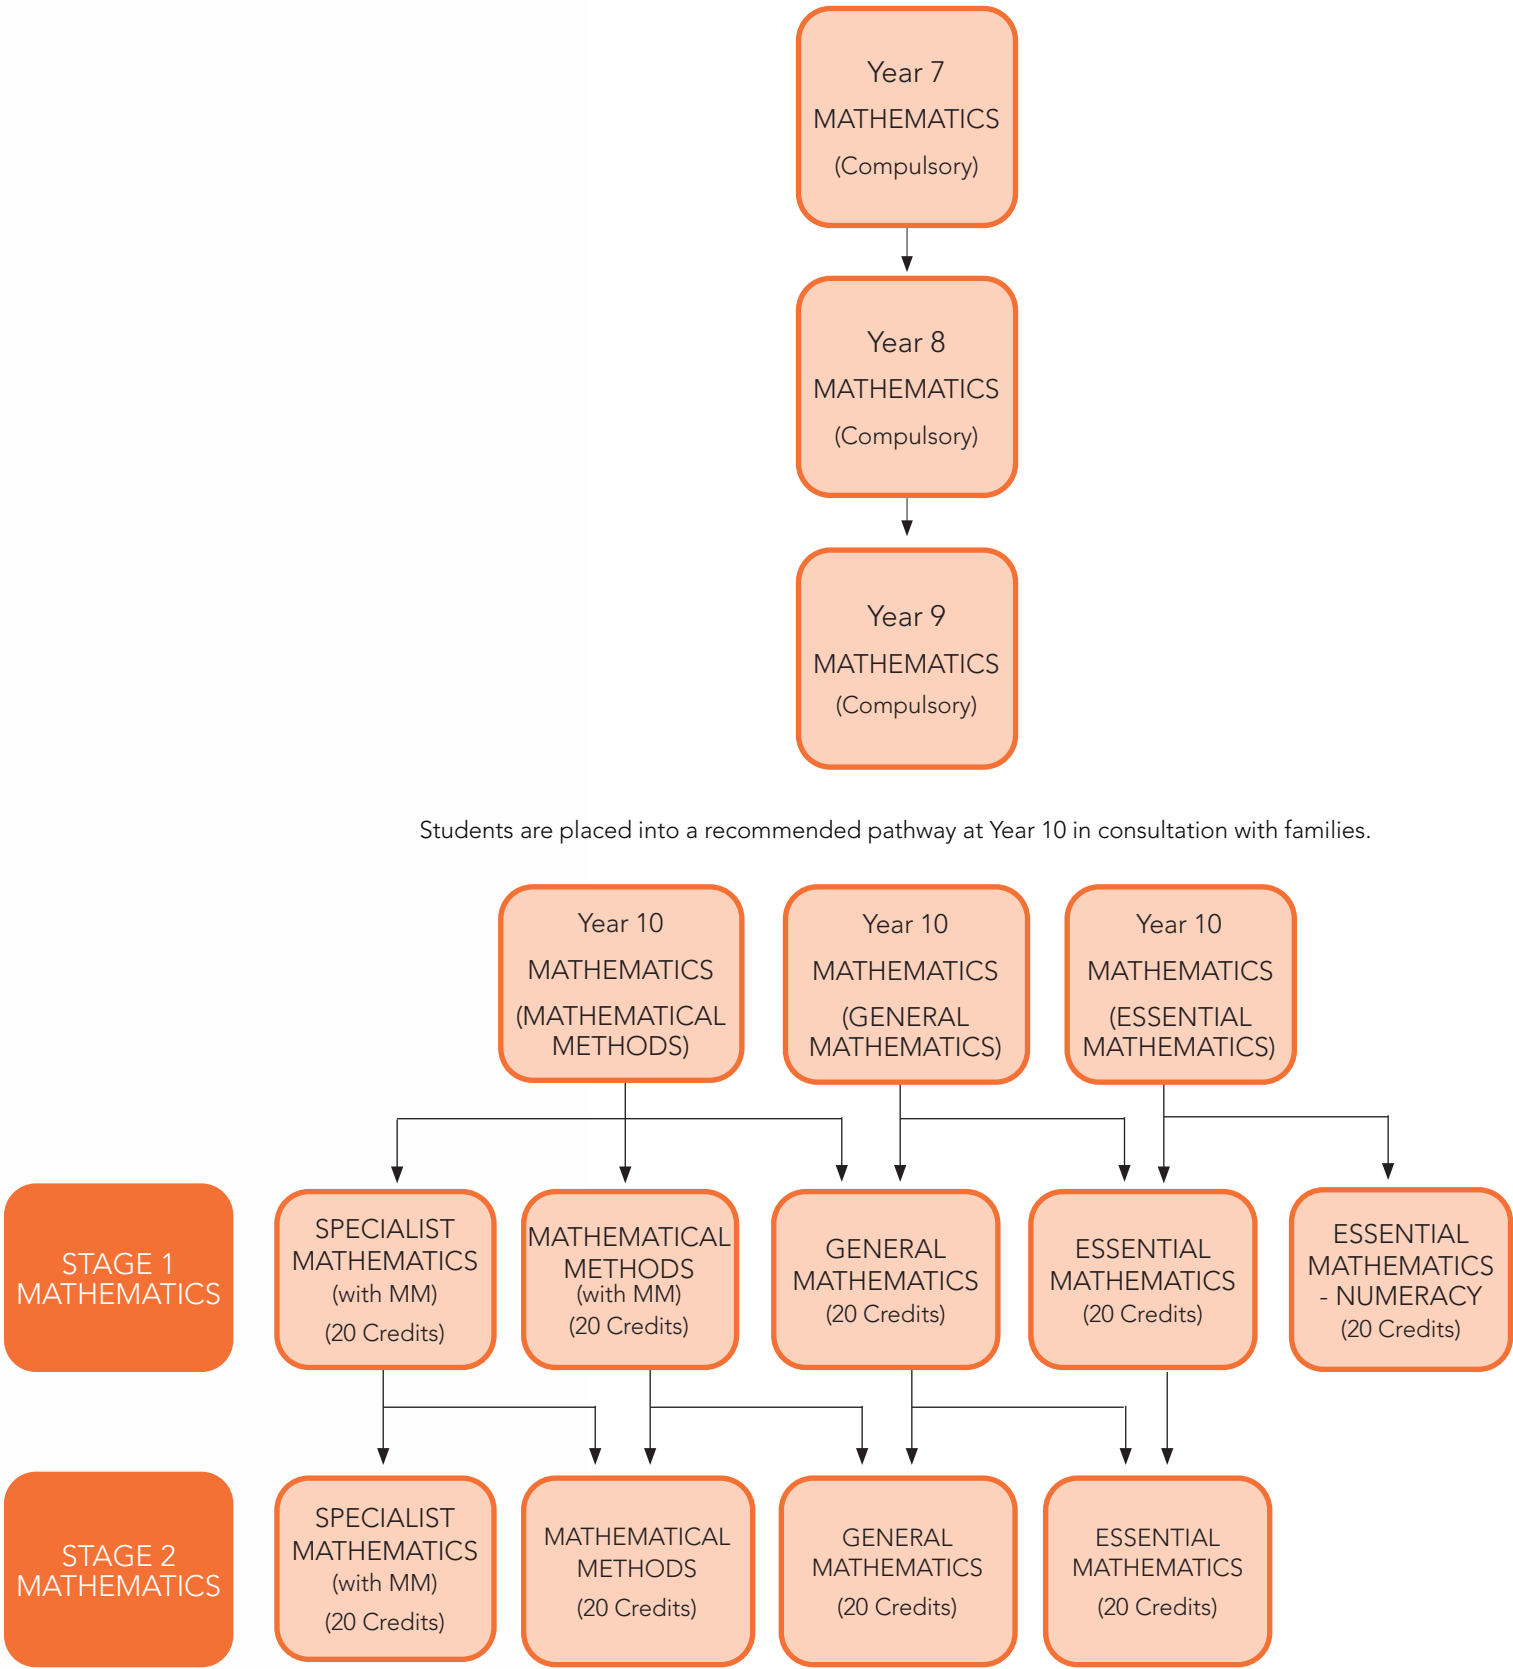 Year 7
MATHEMATICS
(Compulsory)
Year 8
MATHEMATICS
(Compulsory)
Year 9
MATHEMATICS
(Compulsory)
Students are placed into a recommended pathway at Year 10 in consultation with families.
Year 10
MATHEMATICS
(MATHEMATICAL
METHODS)
Year 10
MATHEMATICS
(GENERAL
MATHEMATICS)
Year 10
MATHEMATICS
(ESSENTIAL
MATHEMATICS)
STAGE 1
MATHEMATICS
SPECIALIST
MATHEMATICS
(with MM)
(20 Credits)
MATHEMATICAL
METHODS
(with MM)
(20 Credits)
GENERAL
MATHEMATICS
(20 Credits)
ESSENTIAL
MATHEMATICS
(20 Credits)
ESSENTIAL
MATHEMATICS
- NUMERACY
(20 Credits)
STAGE 2
MATHEMATICS
SPECIALIST
MATHEMATICS
(with MM)
(20 Credits)
MATHEMATICAL
METHODS
(20 Credits)
GENERAL
MATHEMATICS
(20 Credits)
ESSENTIAL
MATHEMATICS
(20 Credits)